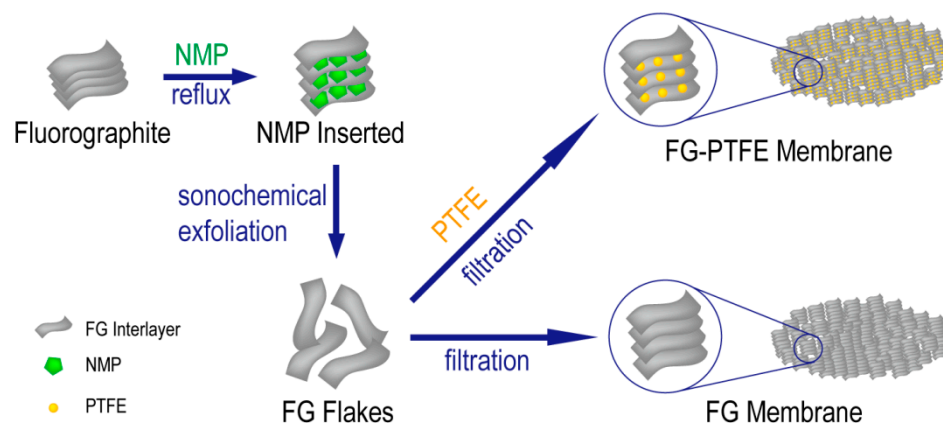 NMP
reflux
Fluorographite
NMP Inserted
FG-PTFE Membrane
sonochemical
exfoliation
PTFE
filtration
filtration
FG Interlayer
NMP
PTFE
FG Flakes
FG Membrane